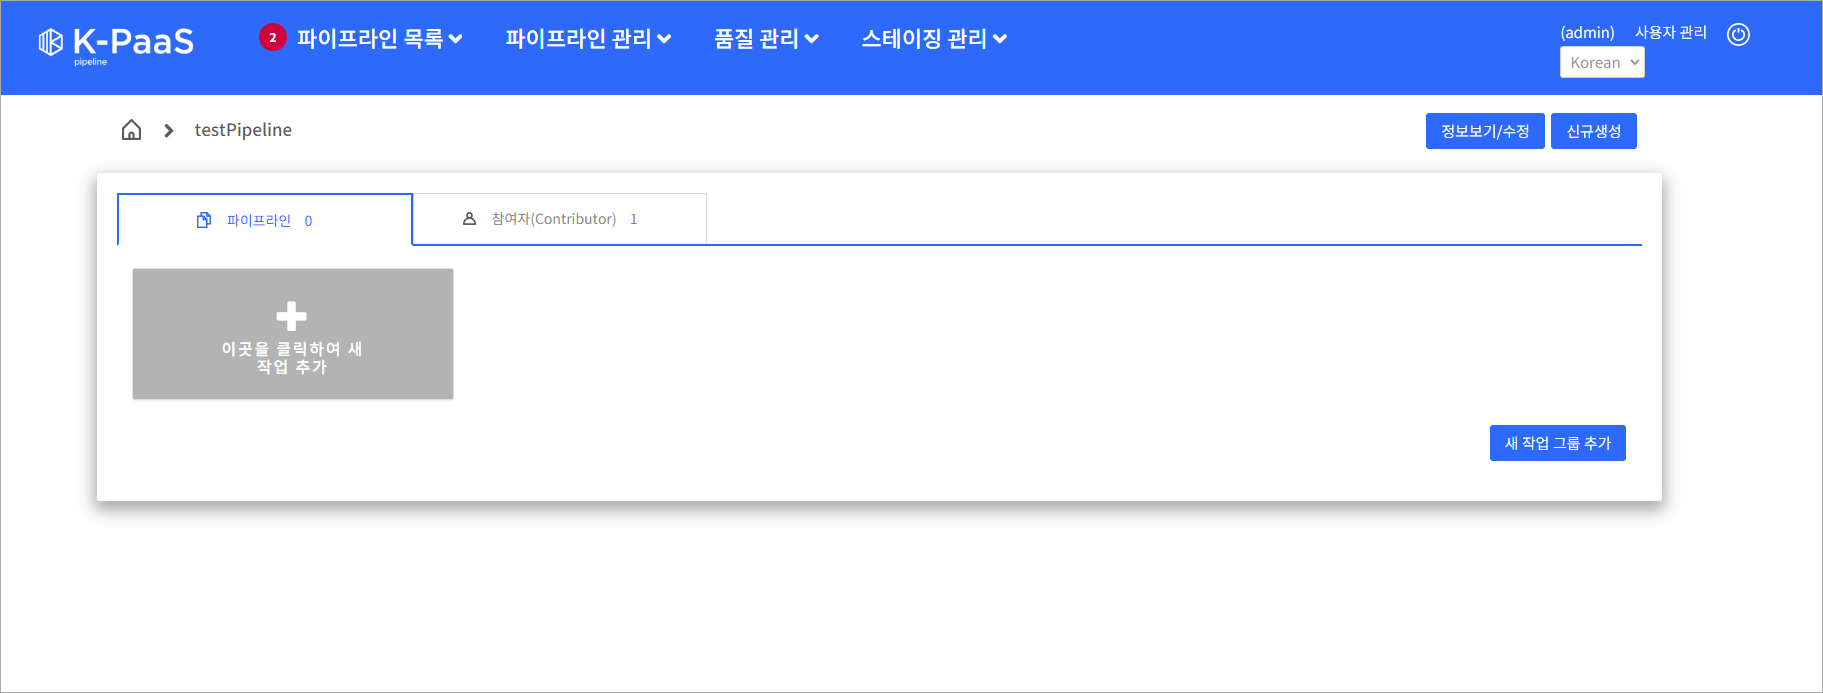 K-PaaS
pipeline
2 파이프라인 목록 파이프라인 관리 품질 관리 스테이징 관리
(admin) 사용자 관리
Korean
testPipeline
정보보기/수정 신규생성
파이프라인 0 참여자(Contributor) 1
이곳을 클릭하여 새
작업 추가
새 작업 그룹 추가